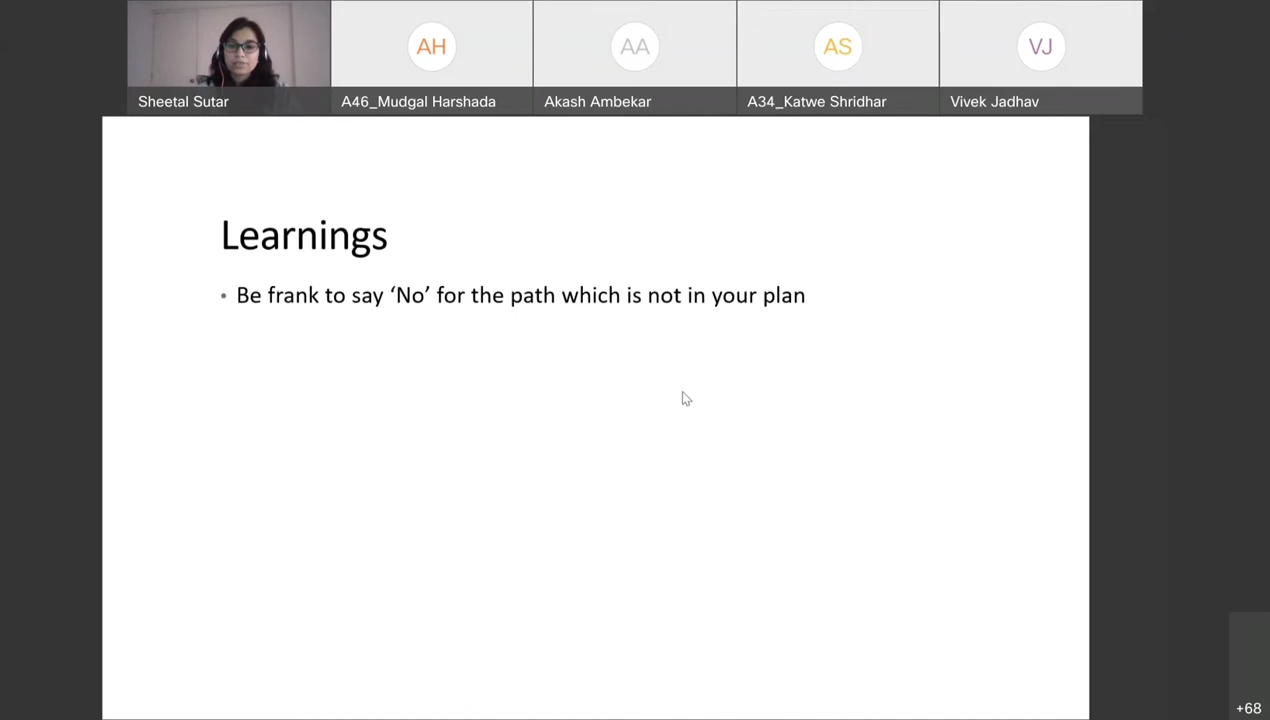 AH
AA
AS
VJ
Sheetal Sutar
A46_Mudgal Harshada
Akash Ambekar
A34_Katwe Shridhar
Vivek Jadhav
Learnings
• Be frank to say ‘No’ for the path which is not in your plan
+68